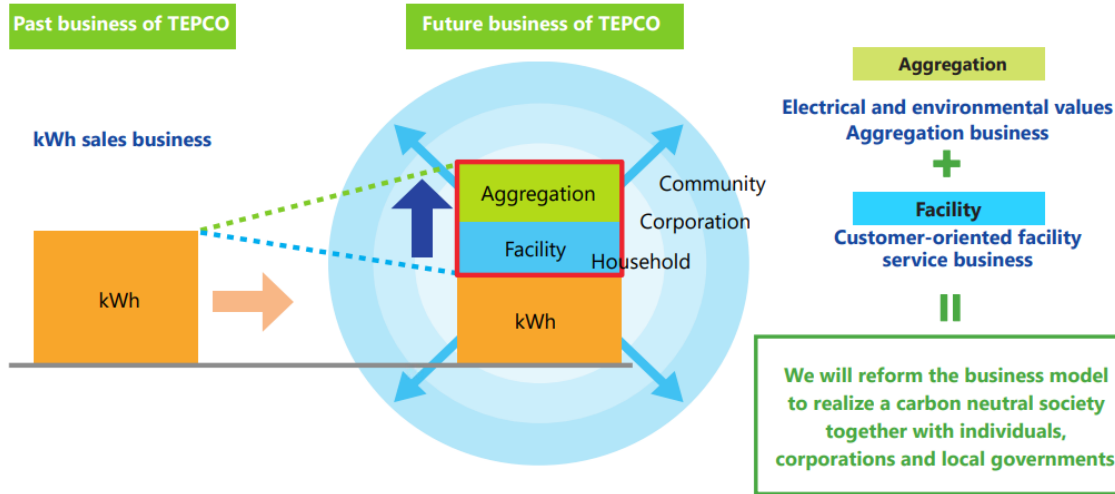 Past business of TEPCO
Future business of TEPCO
kWh sales business
kWh
Aggregation
Facility
kWh
Community
Corporation
Household
Aggregation
Electrical and environmental values
Aggregation business
+
Facility
Customer-oriented facility
service business
=
We will reform the business model
to realize a carbon neutral society
together with individuals,
corporations and local governments